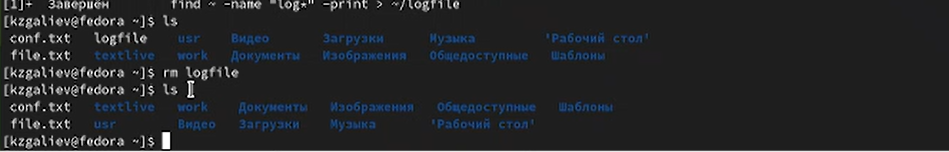 [1]+  Завершён        find ~ -name "log*" -print > ~/logfile
[kzgaliev@fedora ~]$ ls
conf.txt  logfile  usr  Видео  Загрузки  Музыка  'Рабочий стол'
file.txt  textlive  work  Документы  Изображения  Общедоступные  Шаблоны
[kzgaliev@fedora ~]$ rm logfile
[kzgaliev@fedora ~]$ ls
conf.txt  textlive  work  Документы  Изображения  Общедоступные  Шаблоны
file.txt  usr  Видео  Загрузки  Музыка  'Рабочий стол'
[kzgaliev@fedora ~]$